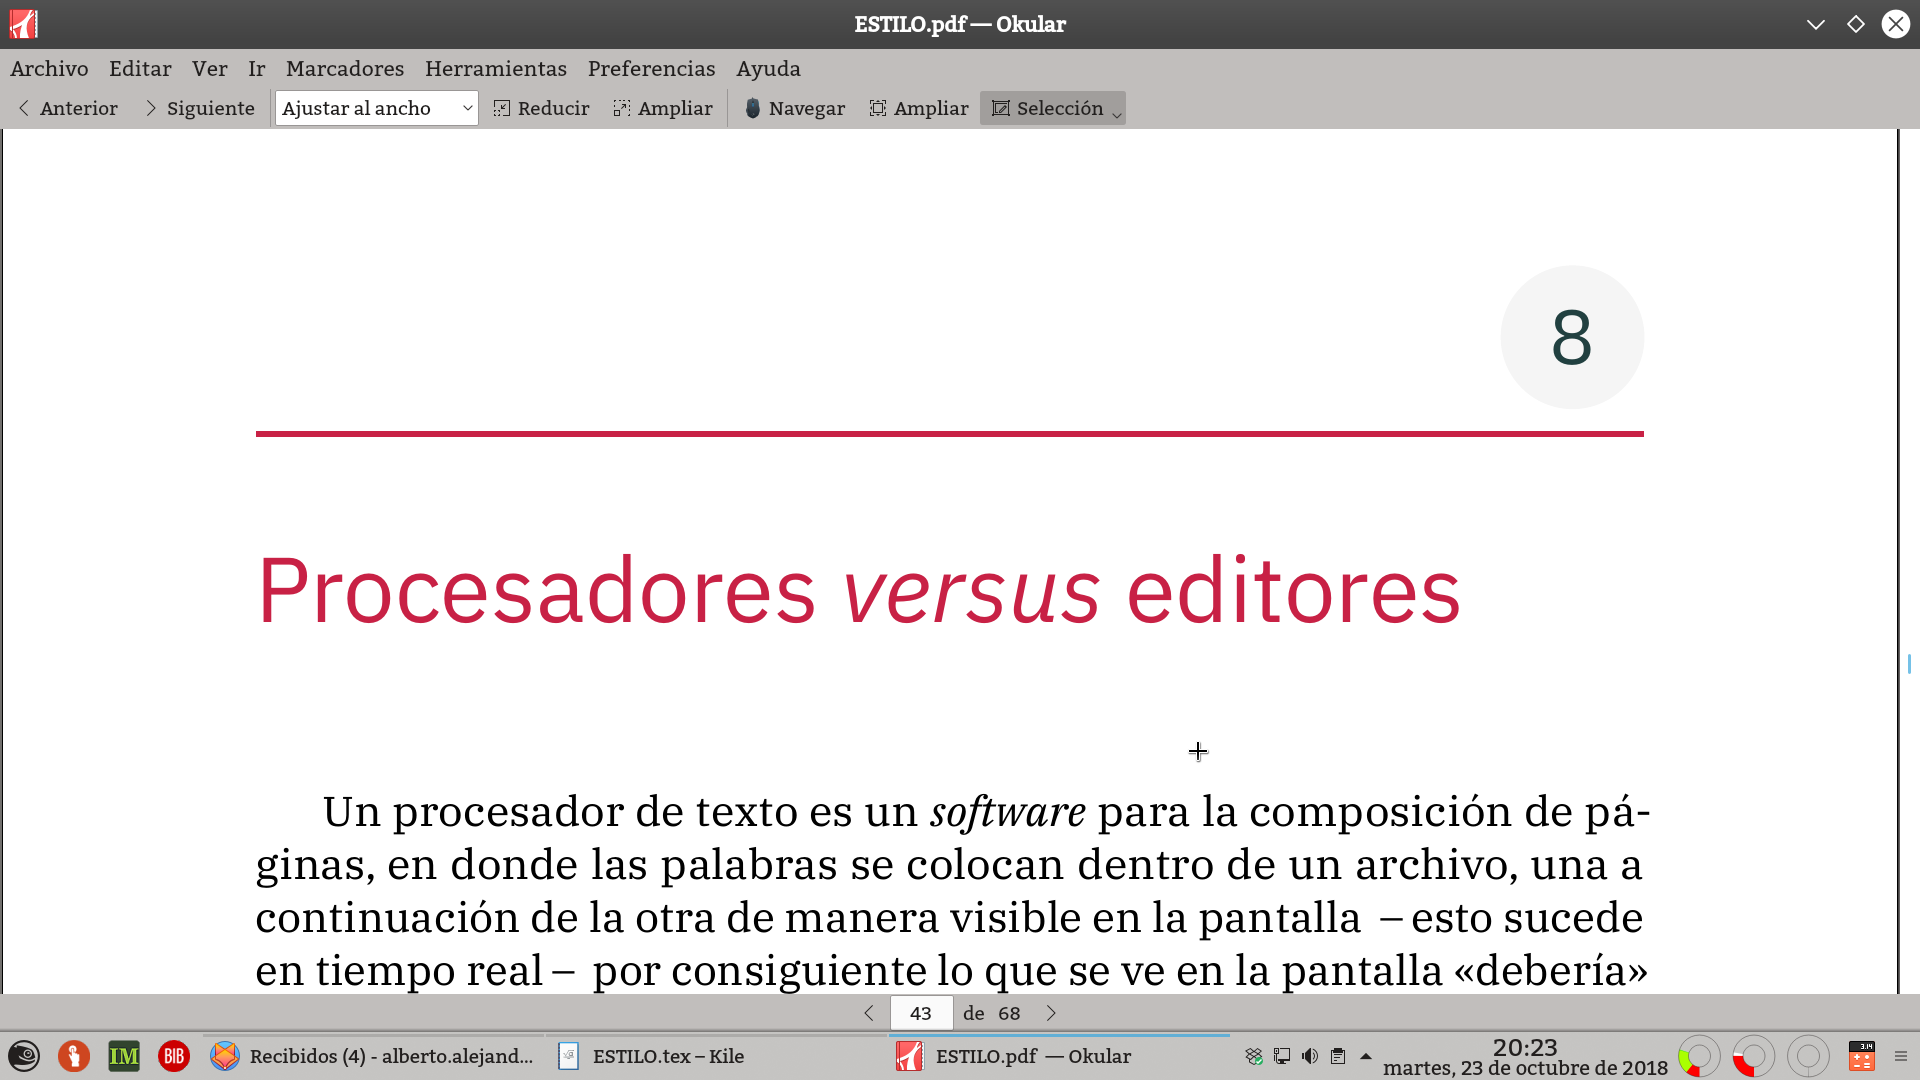 ESTILO.pdf — Okular
Archivo Editar Ver Ir Marcadores Herramientas Preferencias Ayuda
Anterior Siguiente Ajustar al ancho Reducir Ampliar Navegar Ampliar Selección
8
Procesadores versus editores
Un procesador de texto es un software para la composición de pá-
ginas, en donde las palabras se colocan dentro de un archivo, una a
continuación de la otra de manera visible en la pantalla –esto sucede
en tiempo real– por consiguiente lo que se ve en la pantalla «debería»
43 de 68
IM BIB Recibidos (4) - alberto.alejand... ESTILO.tex – Kile ESTILO.pdf — Okular 20:23 3.14
martes, 23 de octubre de 2018